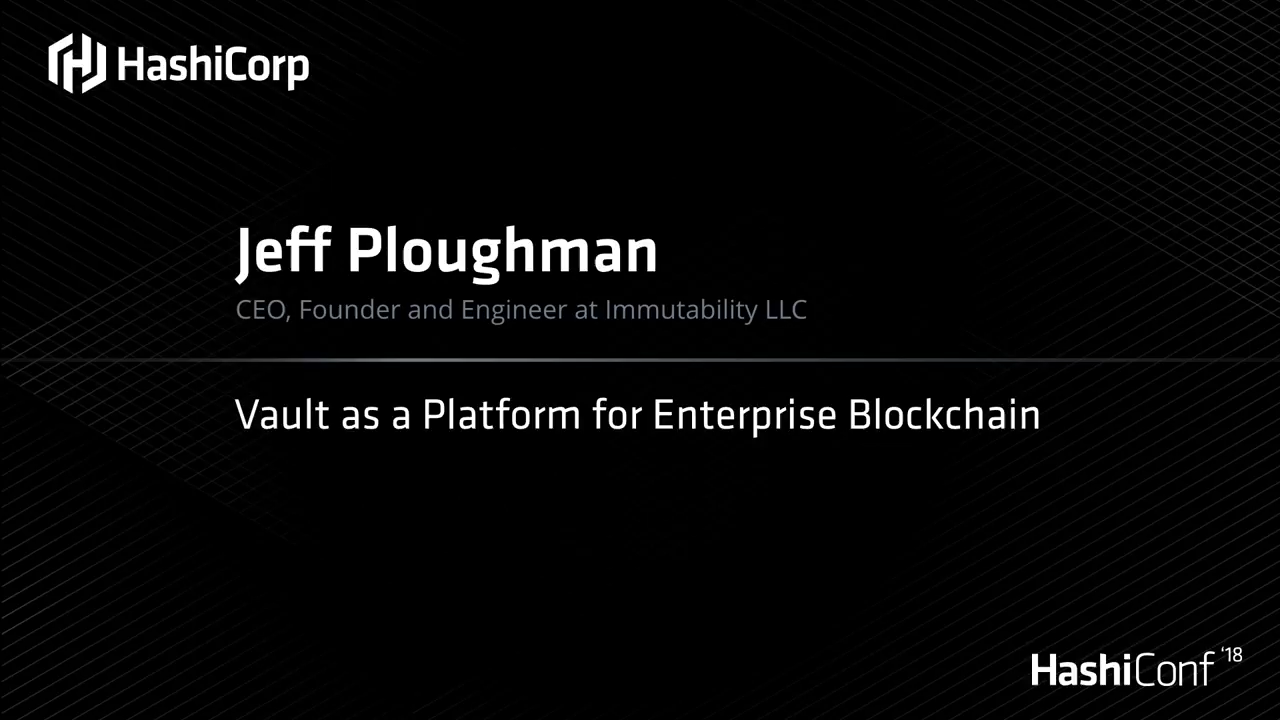 HashiCorp
Jeff Ploughman
CEO, Founder and Engineer at Immutability LLC
Vault as a Platform for Enterprise Blockchain
HashiConf ‘18